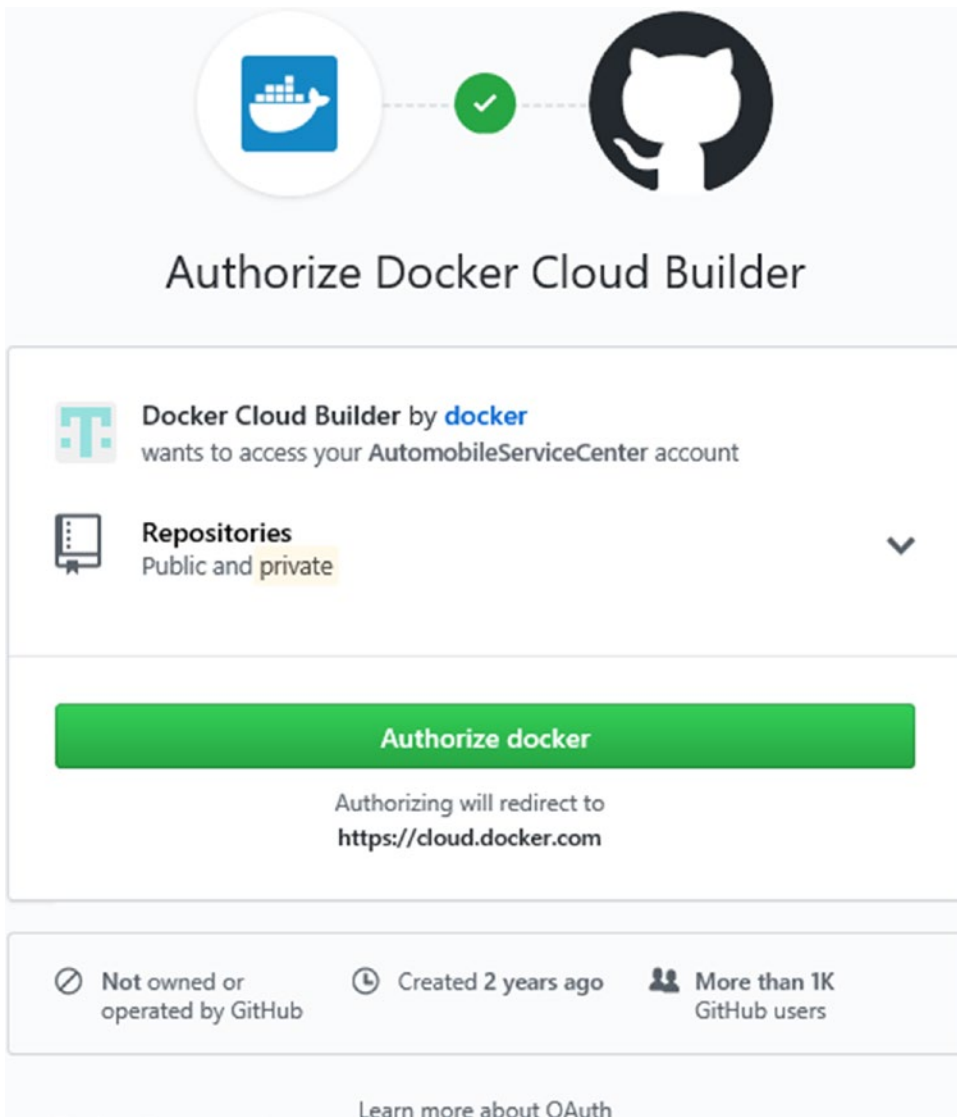 Authorize Docker Cloud Builder
Docker Cloud Builder by docker
wants to access your AutomobileServiceCenter account
Repositories
Public and private
Authorize docker
Authorizing will redirect to
https://cloud.docker.com
Not owned or
operated by GitHub
Created 2 years ago
More than 1K
GitHub users
Learn more about OAuth